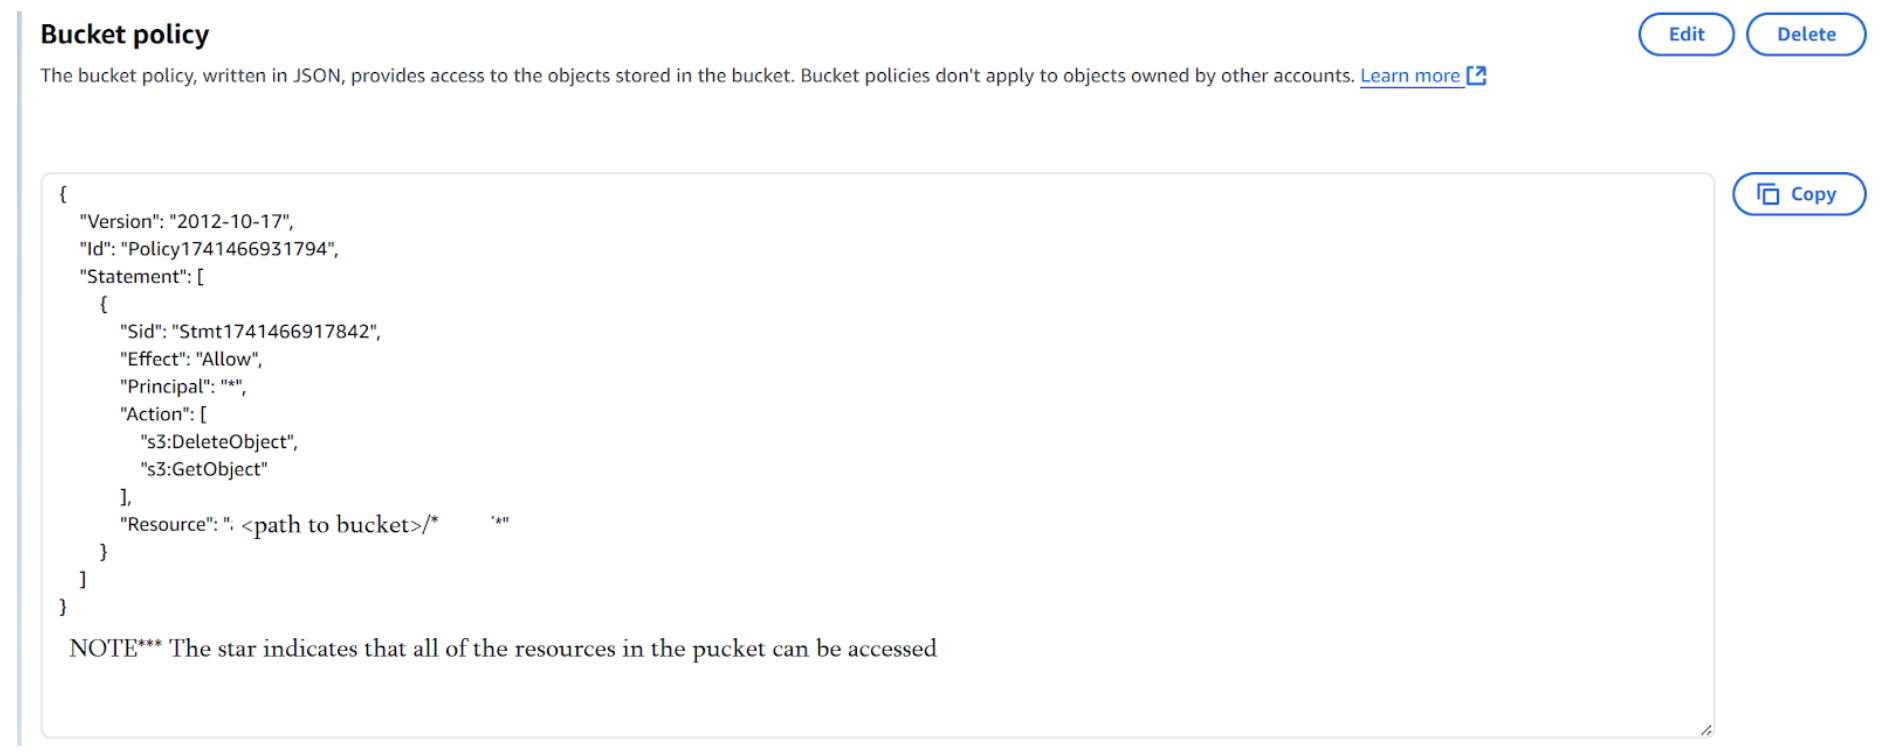 Bucket policy
Edit
Delete
The bucket policy, written in JSON, provides access to the objects stored in the bucket. Bucket policies don't apply to objects owned by other accounts. Learn more
Copy
{
"Version": "2012-10-17",
"Id": "Policy1741466931794",
"Statement": [
{
"Sid": "Stmt1741466917842",
"Effect": "Allow",
"Principal": "*",
"Action": [
"s3:DeleteObject",
"s3:GetObject"
],
"Resource": " <path to bucket>/* *"
}
]
}
NOTE*** The star indicates that all of the resources in the pucket can be accessed